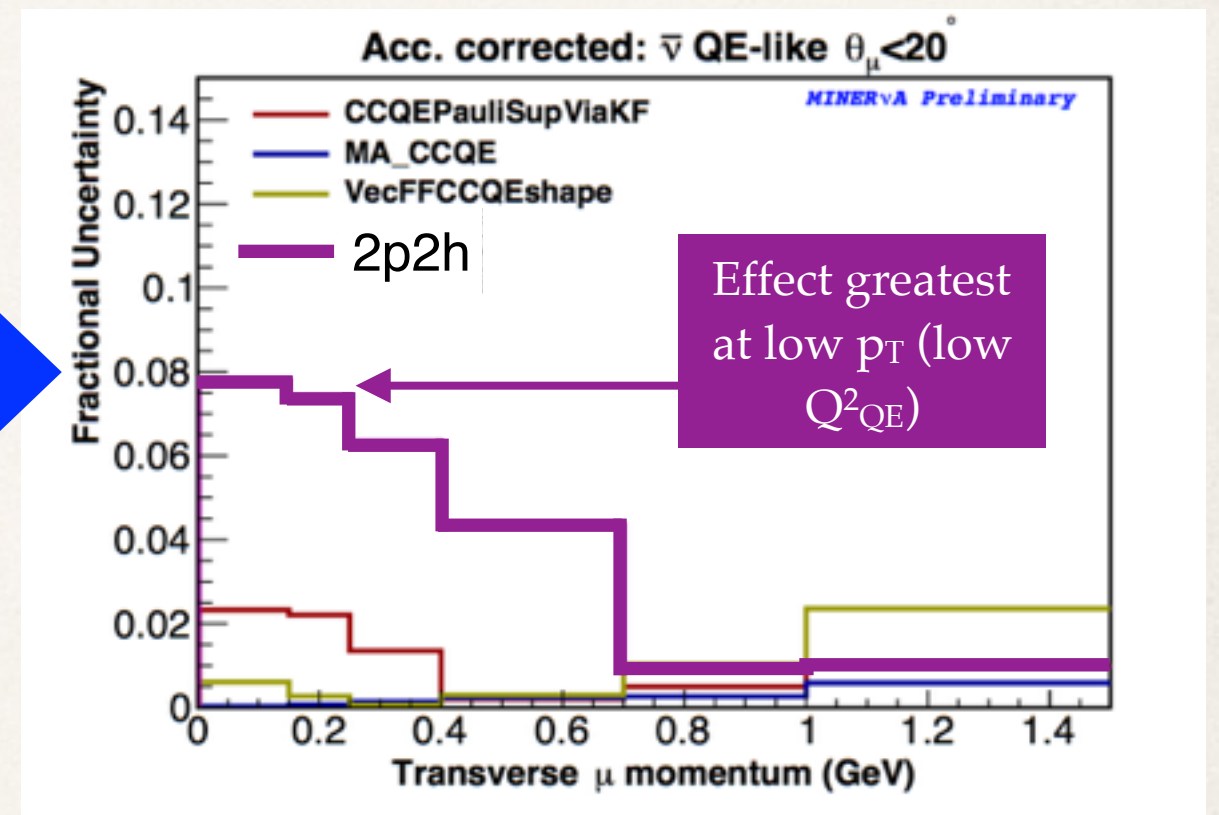 Acc. corrected: ν̅ QE-like θμ<20°
MINERνA Preliminary
CCQEPauliSupViaKF
MA_CCQE
VecFFCCQEshape
2p2h
Effect greatest
at low pT (low
Q²QE)
Fractional Uncertainty
0.14
0.12
0.1
0.08
0.06
0.04
0.02
0
0 0.2 0.4 0.6 0.8 1 1.2 1.4
Transverse μ momentum (GeV)